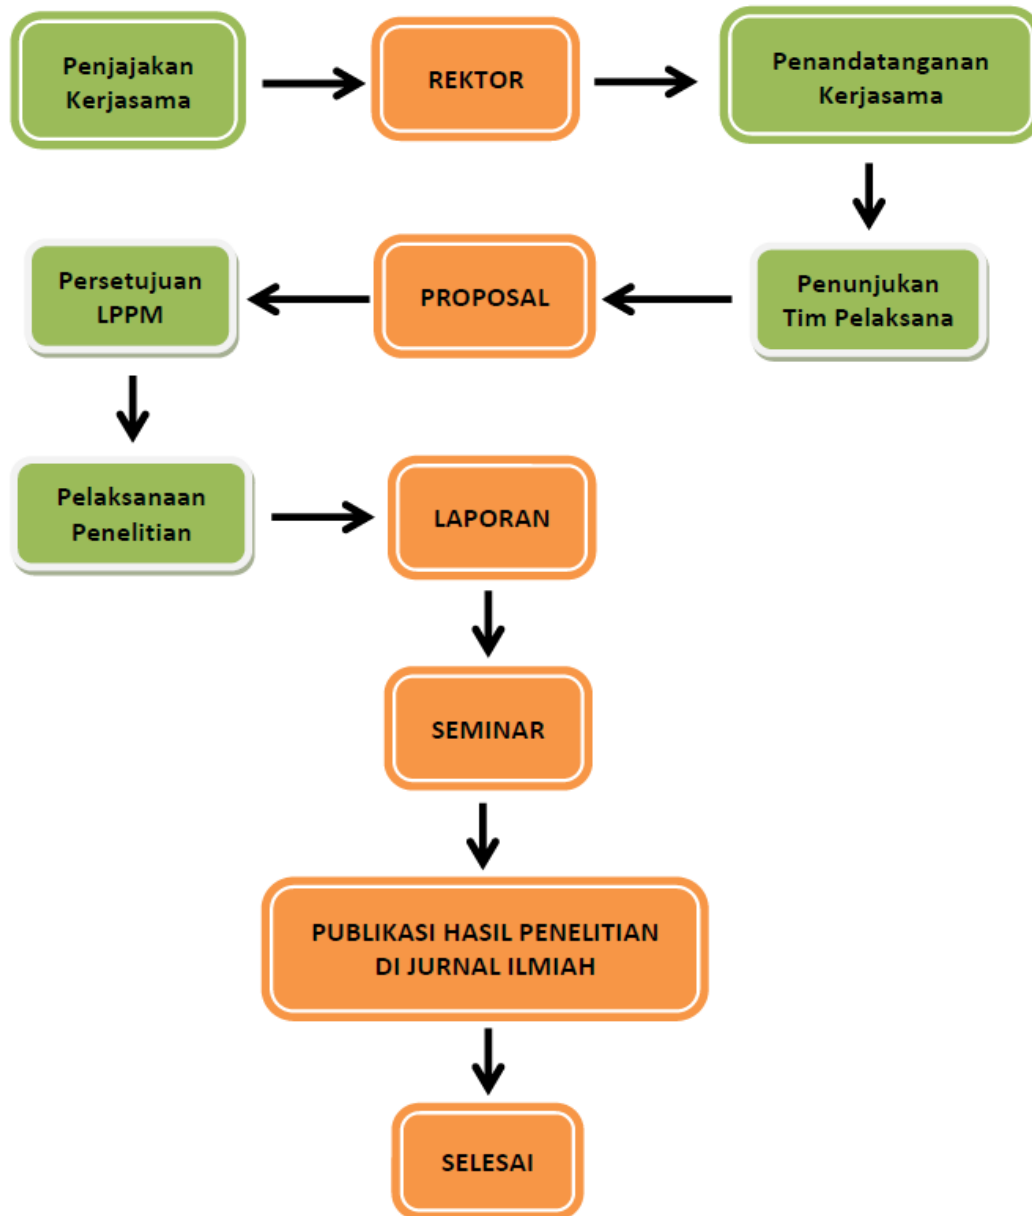 Penjajakan
Kerjasama
REKTOR
Penandatanganan
Kerjasama
Penunjukan
Tim Pelaksana
PROPOSAL
Persetujuan
LPPM
Pelaksanaan
Penelitian
LAPORAN
SEMINAR
PUBLIKASI HASIL PENELITIAN
DI JURNAL ILMIAH
SELESAI